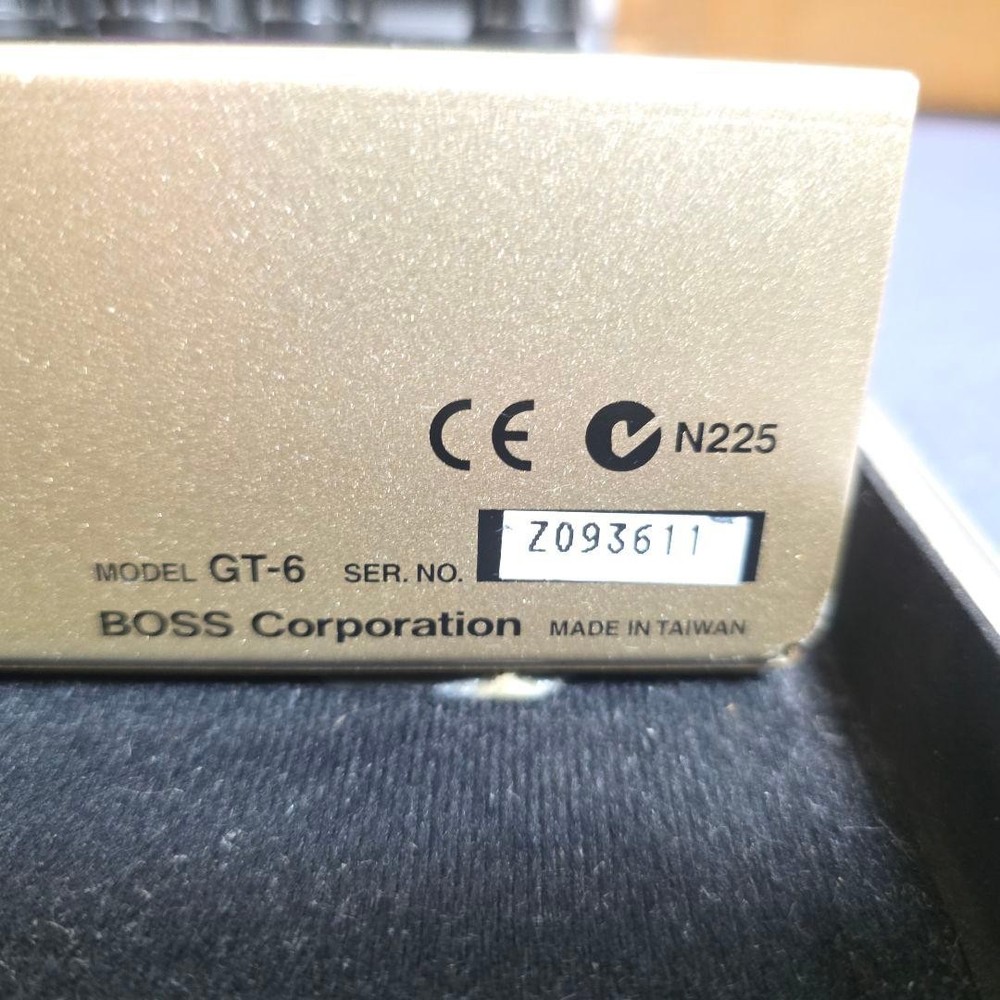 CE N225
Z093611
MODEL GT-6 SER. NO.
BOSS Corporation MADE IN TAIWAN